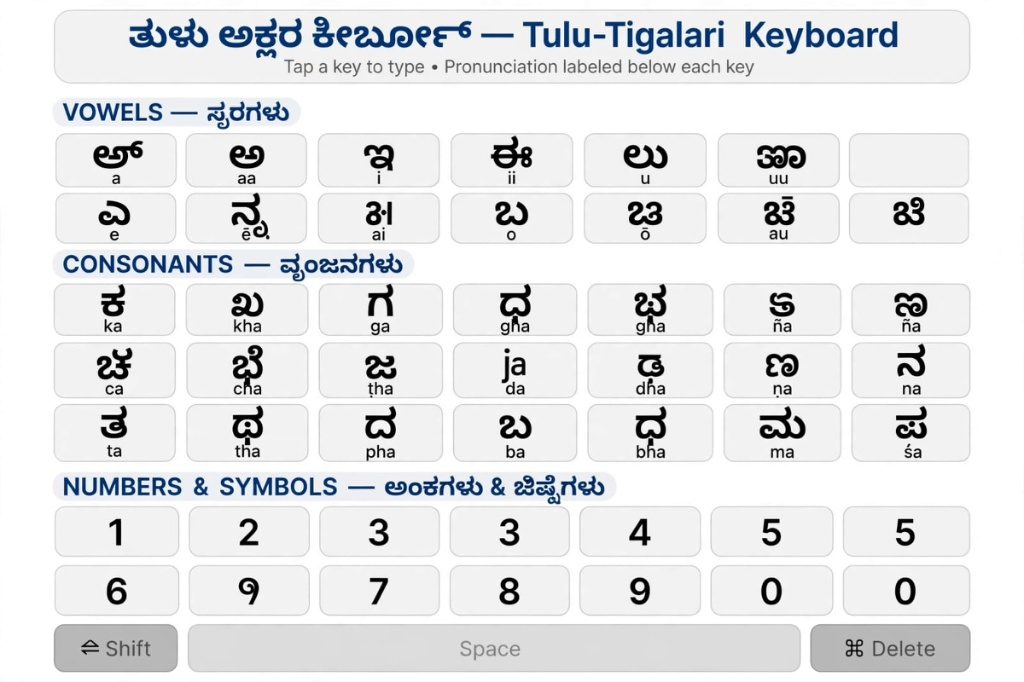 ತುಳು ಅಕ್ಷರ ಕೀರ್ಬೋರ್ — Tulu-Tigalari Keyboard
Tap a key to type • Pronunciation labeled below each key
VOWELS —
ಅ ಇ ಈ ಲು
a aa i ii u uu
ಎ ನ್ನ ಬ
e ē ai o ō au
CONSONANTS —
ಕ ಖ ಗ ಧ ಭ
ka kha ga gha gha ña ña
ಭೆ ಜ ja ಢ ಣ ನ
ca cha ṭha da dha ṇa na
ತ ಥ ದ ಬ ಧ ಮ ಪ
ta tha pha ba bha ma śa
NUMBERS & SYMBOLS — ಅಂಕಗಳು &
1 2 3 3 4 5 5
6 9 7 8 9 0 0
Shift Space ⌘ Delete